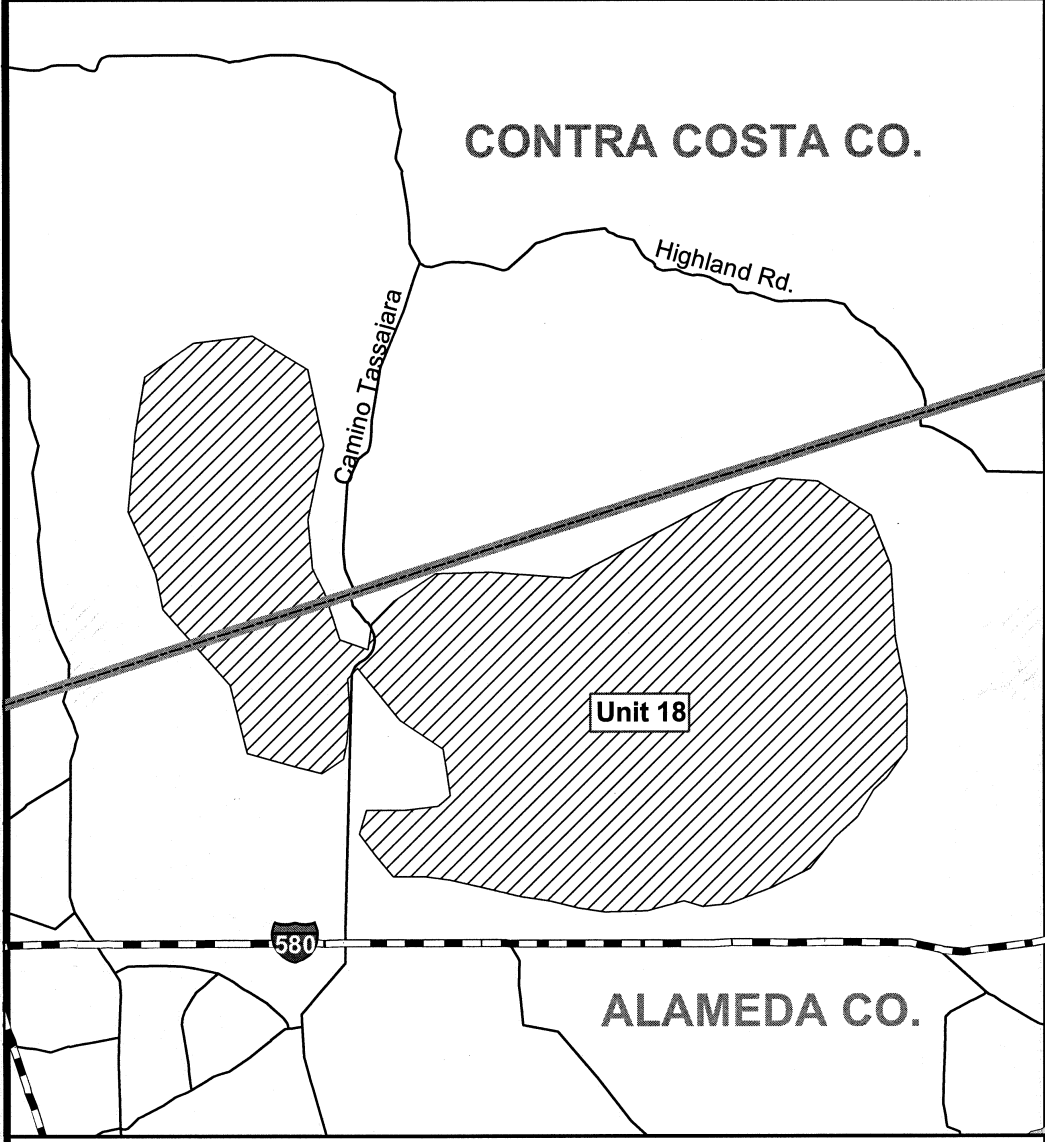 CONTRA COSTA CO.
Highland Rd.
Camino Tassajara
Unit 18
580
ALAMEDA CO.